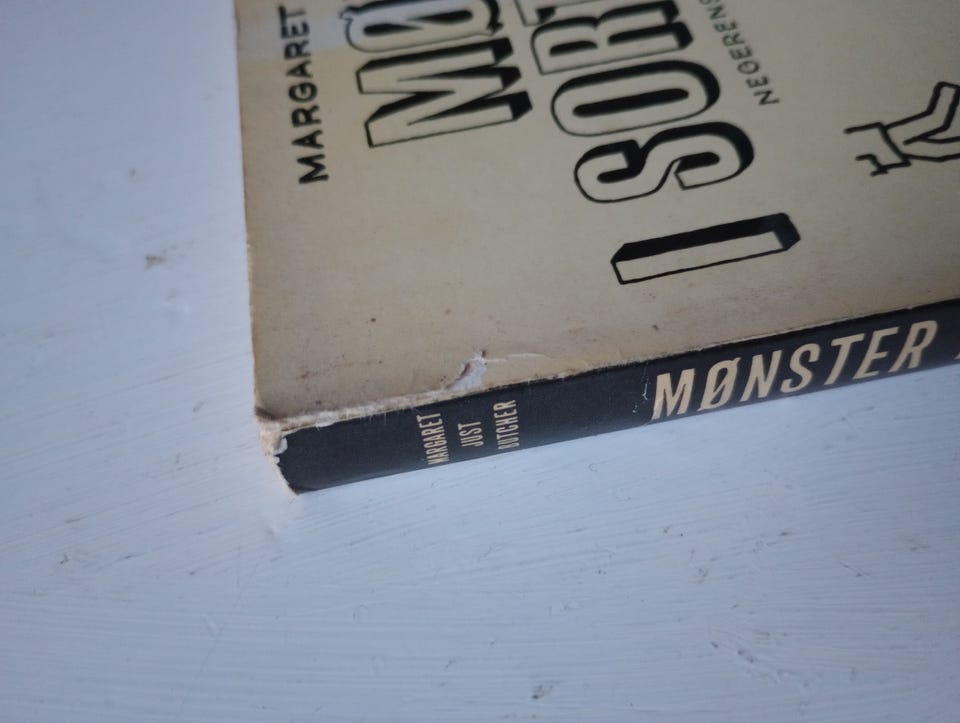 MARGARET
MØ
I SOR
NEGERENS
MARGARET
JUST
BUTCHER
MØNSTER